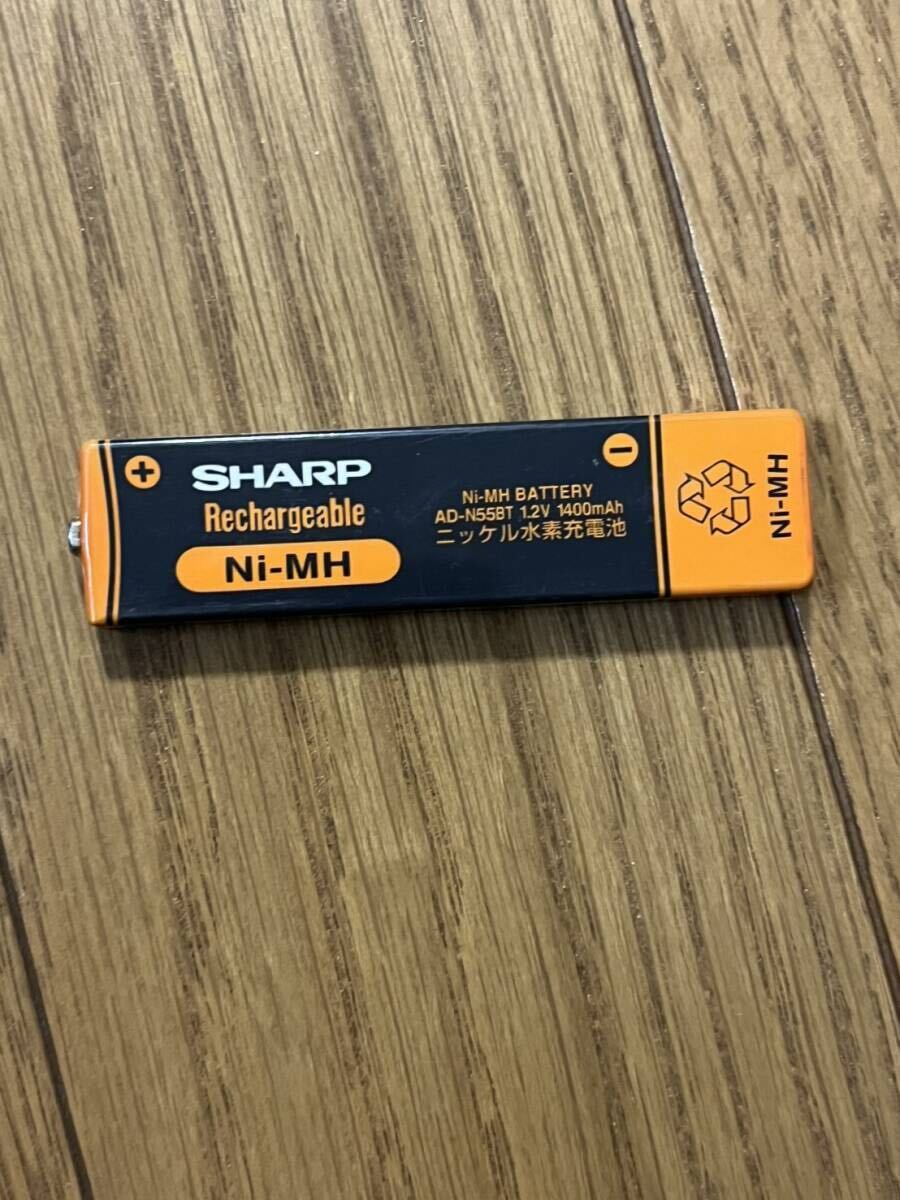 SHARP
Rechargeable
Ni-MH
Ni-MH BATTERY
AD-N55BT 1.2V 1400mAh
ニッケル水素充電池
Ni-MH